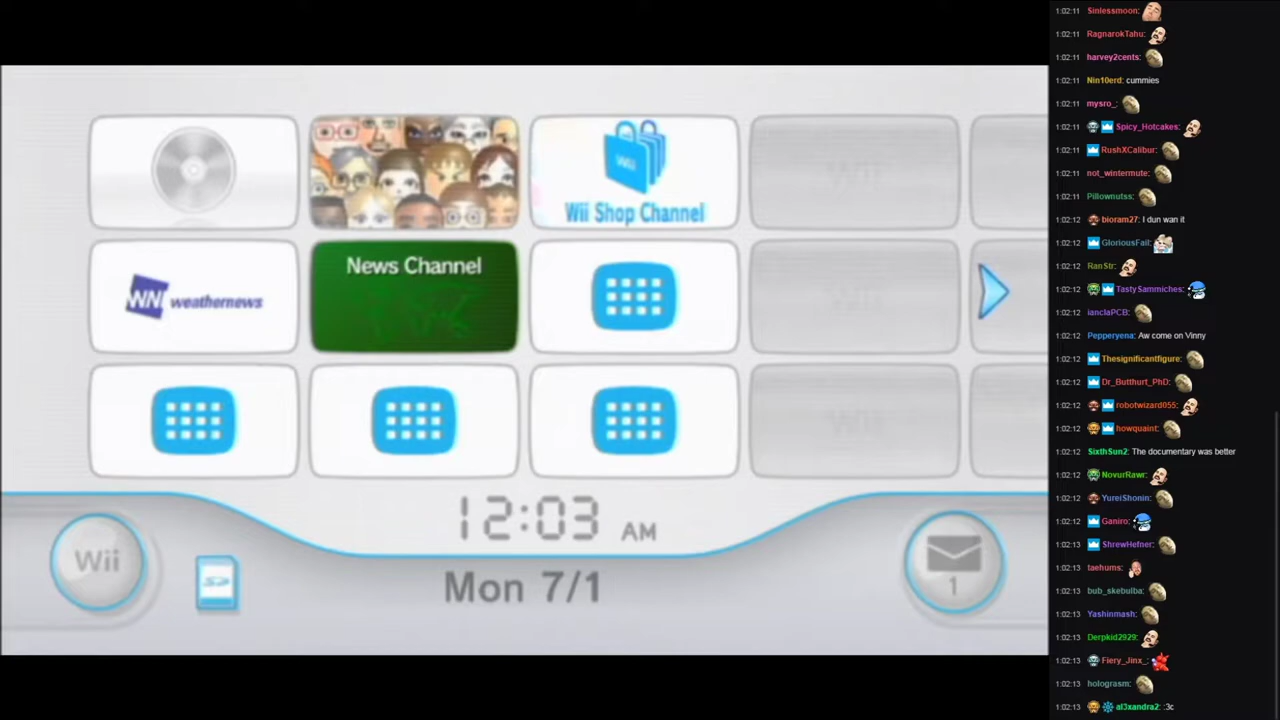 Wii
Wii Shop Channel
WN weathernews
News Channel
12:03 AM
Mon 7/1
Wii
SD
1
1:02:11 Sinlessmoon:
1:02:11 RagnarokTahu:
1:02:11 harvey2cents:
1:02:11 Nin10erd: cummies
1:02:11 mysro_:
1:02:11 Spicy_Hotcakes:
1:02:11 RushXCalibur:
1:02:11 not_wintermute:
1:02:11 Pillownutss:
1:02:12 bioram27: I dun wan it
1:02:12 GloriousFail:
1:02:12 RanStr:
1:02:12 TastySammiches:
1:02:12 ianclaPCB:
1:02:12 Pepperyena: Aw come on Vinny
1:02:12 Thesignificantfigure:
1:02:12 Dr_Butthurt_PhD:
1:02:12 robotwizard055:
1:02:12 howquaint:
1:02:12 SixthSun2: The documentary was better
1:02:12 NovurRawr:
1:02:12 YureiShonin:
1:02:12 Ganiro:
1:02:13 ShrewHefner:
1:02:13 taehums:
1:02:13 bub_skebulba:
1:02:13 Yashinmash:
1:02:13 Derpkid2929:
1:02:13 Fiery_Jinx_:
1:02:13 holograsm:
1:02:13 al3xandra2: :3c